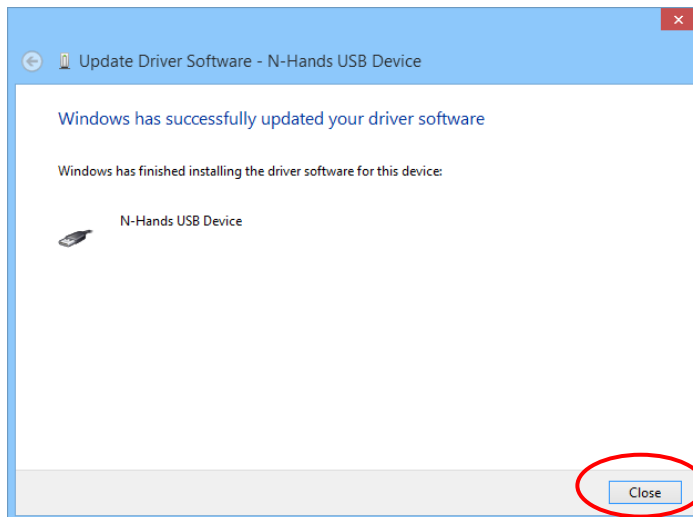 Update Driver Software - N-Hands USB Device
Windows has successfully updated your driver software
Windows has finished installing the driver software for this device:
N-Hands USB Device
Close